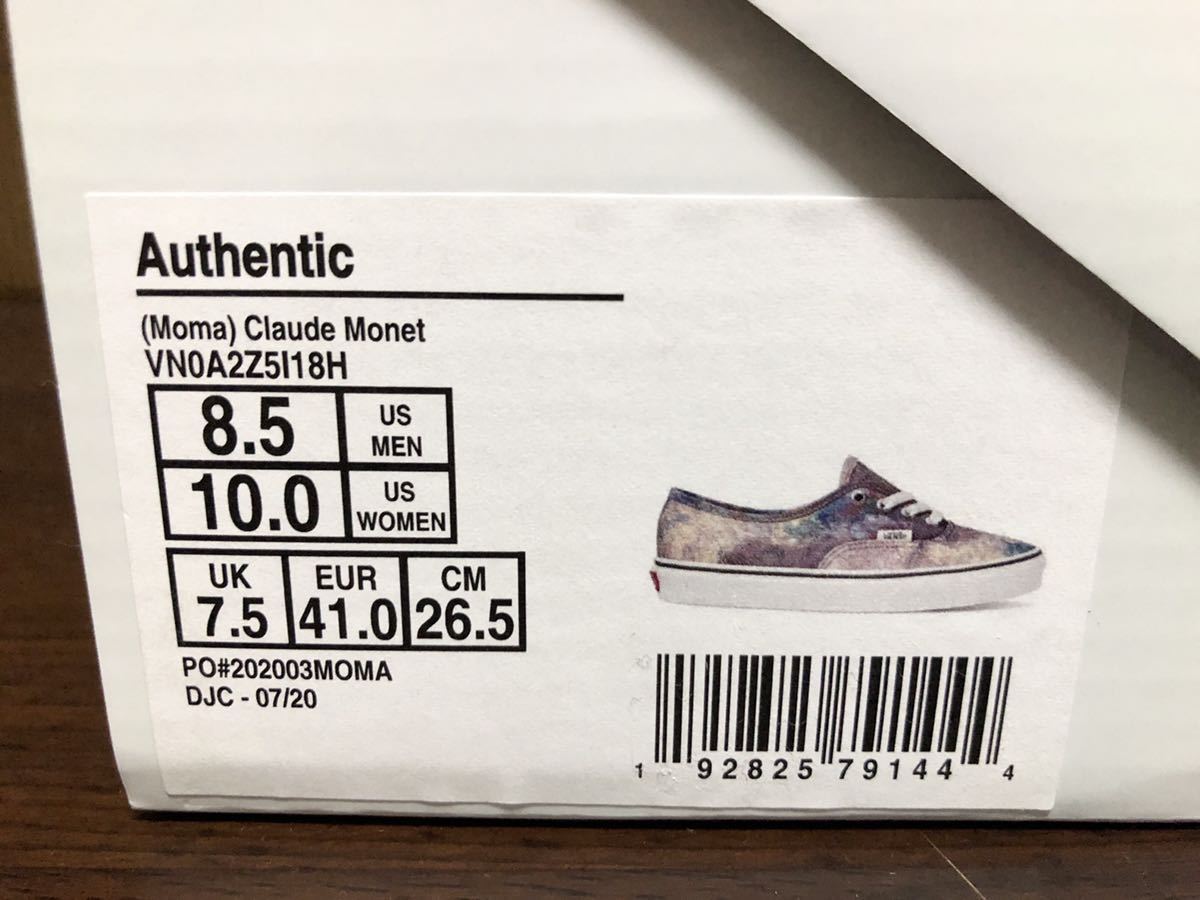 Authentic
(Moma) Claude Monet
VN0A2Z5I18H
8.5 US MEN
10.0 US WOMEN
UK EUR CM
7.5 41.0 26.5
PO#202003MOMA
DJC - 07/20
VANS
1 92825 79144 4